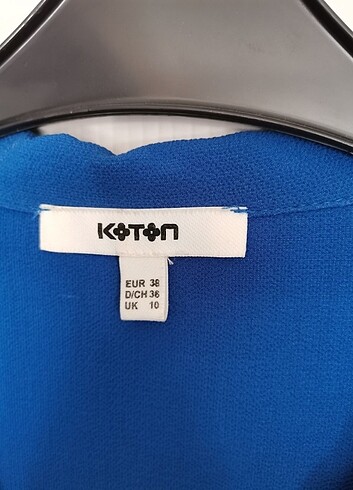 KOTON
EUR 38
D/CH 36
UK 10